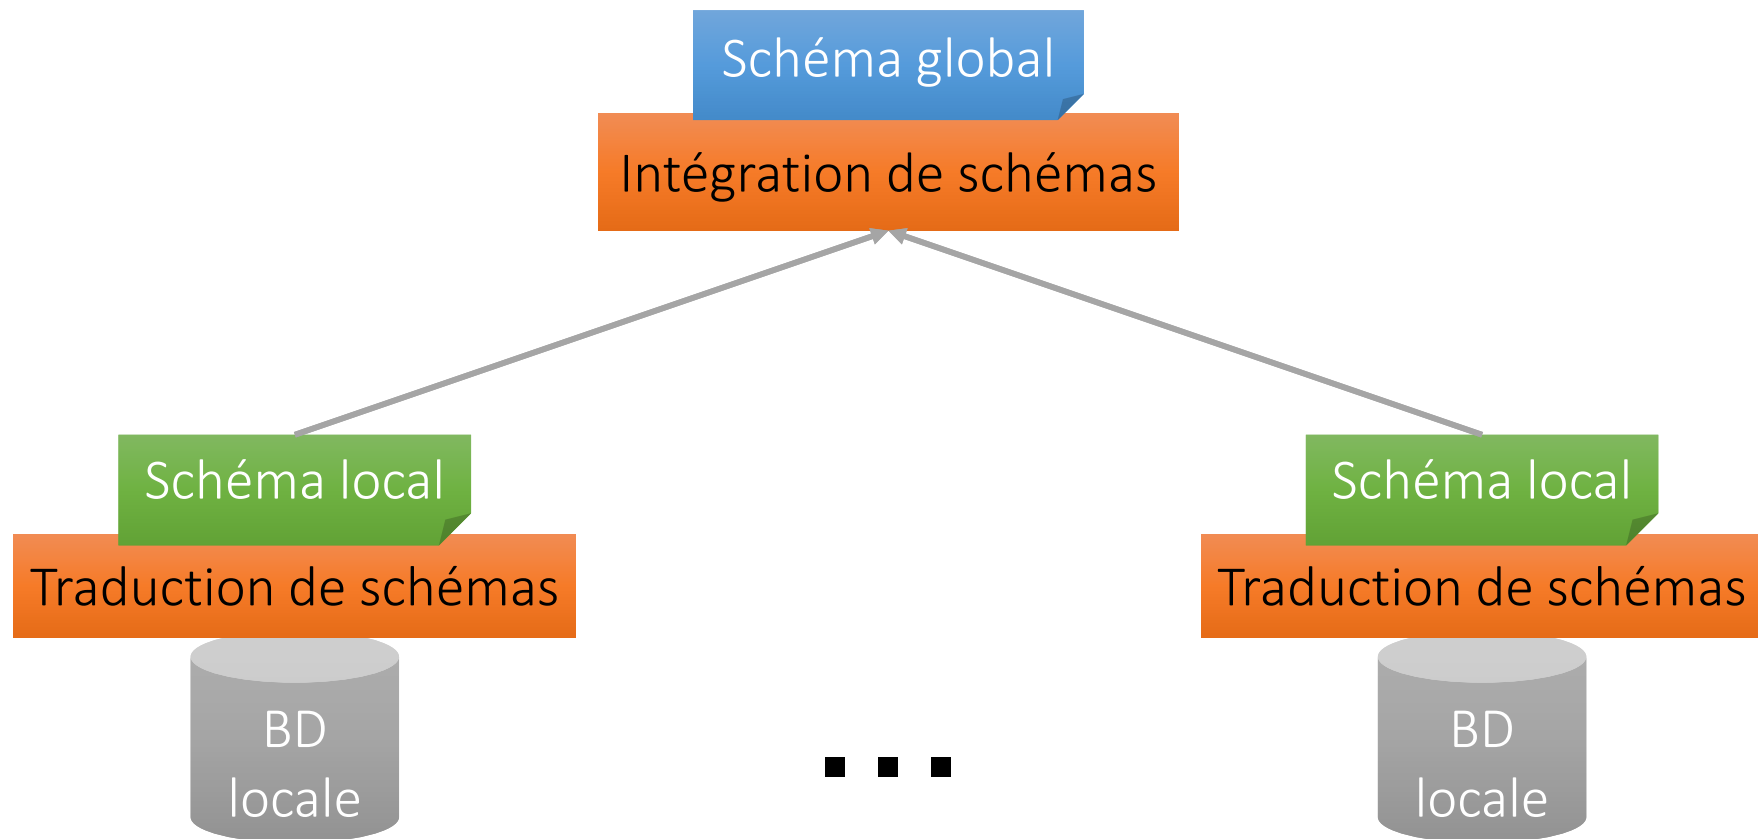 Schéma global
Intégration de schémas
Schéma local
Schéma local
Traduction de schémas
Traduction de schémas
BD
locale
BD
locale